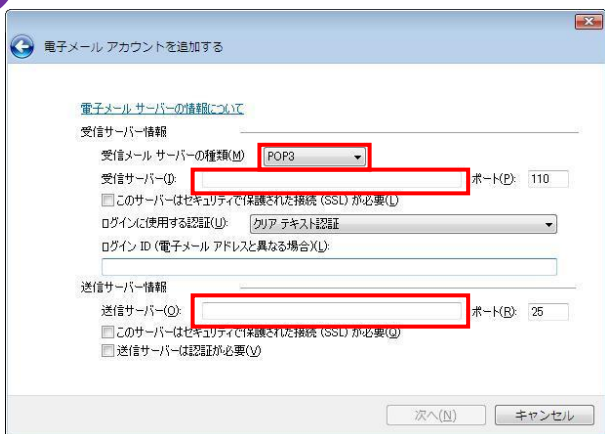 電子メール アカウントを追加する
電子メール サーバーの情報について
受信サーバー情報
受信メール サーバーの種類(M) POP3
受信サーバー(I): ポート(P): 110
このサーバーはセキュリティで保護された接続 (SSL) が必要(L)
ログインに使用する認証(U): クリア テキスト認証
ログイン ID (電子メール アドレスと異なる場合)(L):
送信サーバー情報
送信サーバー(O): ポート(R): 25
このサーバーはセキュリティで保護された接続 (SSL) が必要(Q)
送信サーバーは認証が必要(V)
次へ(N) キャンセル